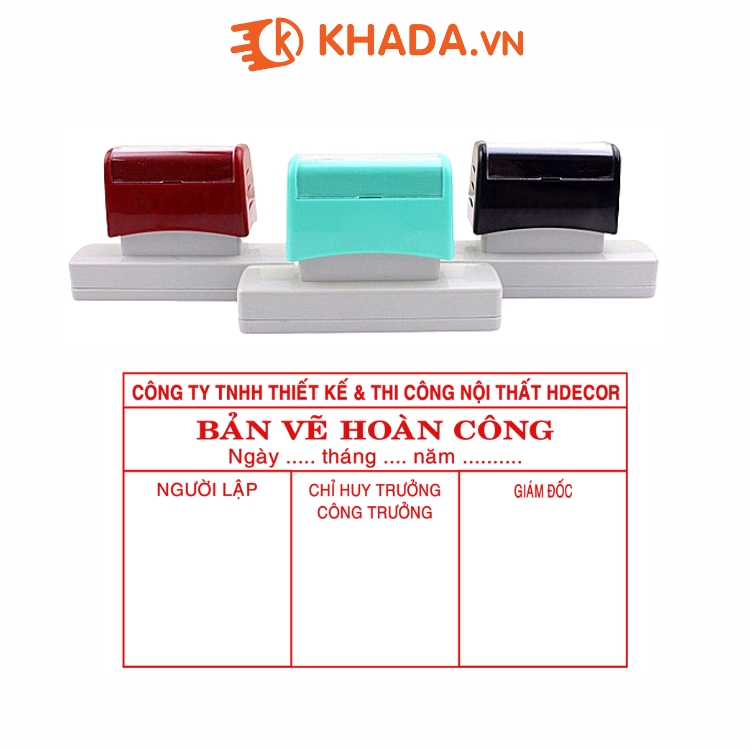 KHADA.vn
CÔNG TY TNHH THIẾT KẾ & THI CÔNG NỘI THẤT HDECOR
BẢN VẼ HOÀN CÔNG
Ngày ..... tháng .... năm ..........
NGƯỜI LẬP
CHỈ HUY TRƯỞNG
CÔNG TRƯỞNG
GIÁM ĐỐC